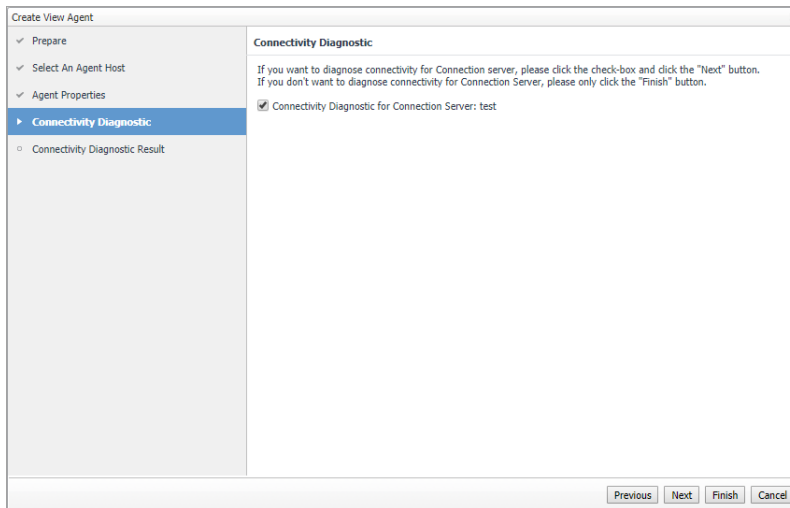 Create View Agent
Prepare
Select An Agent Host
Agent Properties
Connectivity Diagnostic
Connectivity Diagnostic Result
Connectivity Diagnostic
If you want to diagnose connectivity for Connection server, please click the check-box and click the "Next" button.
If you don't want to diagnose connectivity for Connection Server, please only click the "Finish" button.
Connectivity Diagnostic for Connection Server: test
Previous Next Finish Cancel